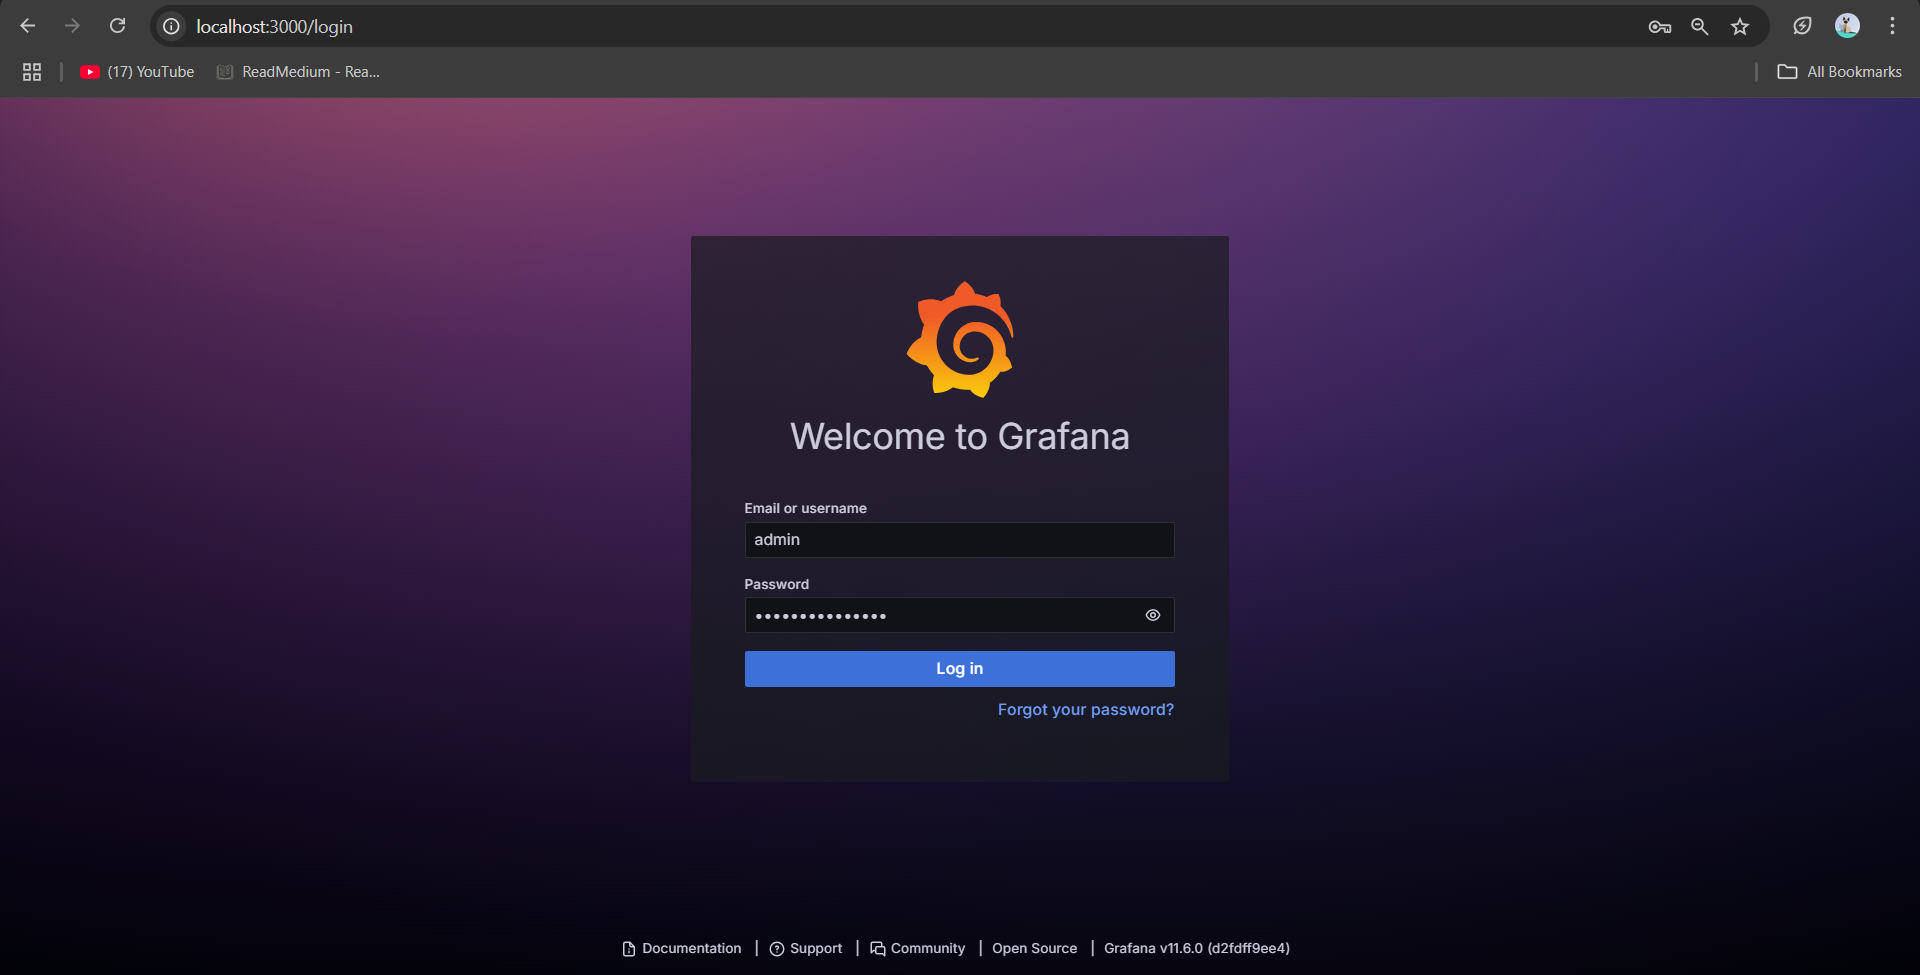 localhost:3000/login
(17) YouTube ReadMedium - Rea...
All Bookmarks
Welcome to Grafana
Email or username
admin
Password
•••••••••••••••
Log in
Forgot your password?
Documentation | Support | Community | Open Source | Grafana v11.6.0 (d2fdff9ee4)